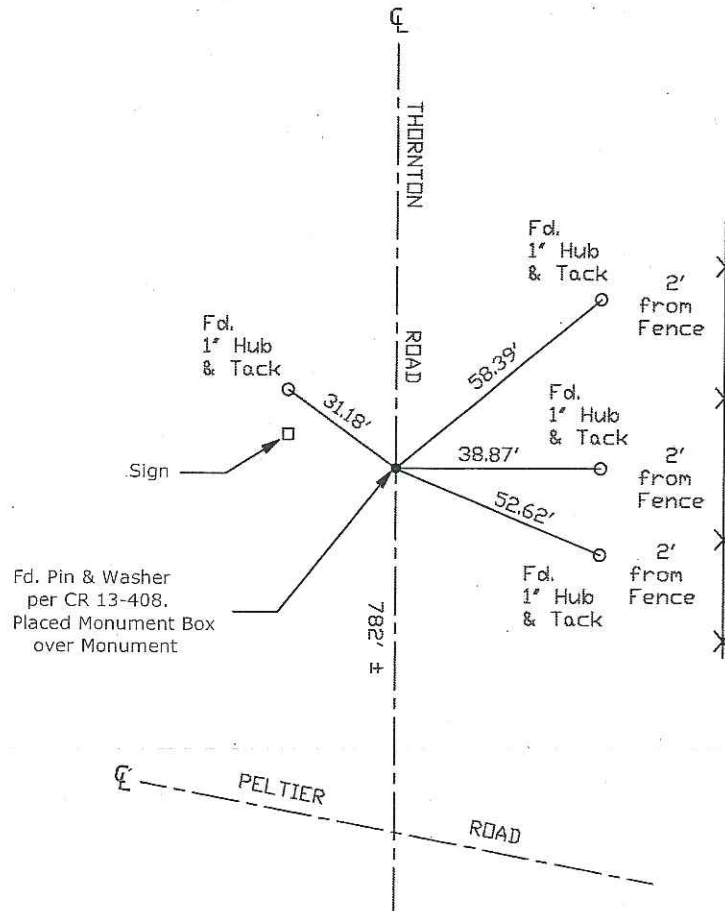 ℄
THORNTON
ROAD
Fd.
1" Hub
& Tack
2'
from
Fence
58.39'
Fd.
1" Hub
& Tack
31.18'
Sign
Fd.
1" Hub
& Tack
38.87'
2'
from
Fence
52.62'
Fd.
1" Hub
& Tack
2'
from
Fence
Fd. Pin & Washer
per CR 13-408.
Placed Monument Box
over Monument
782' ±
℄
PELTIER
ROAD